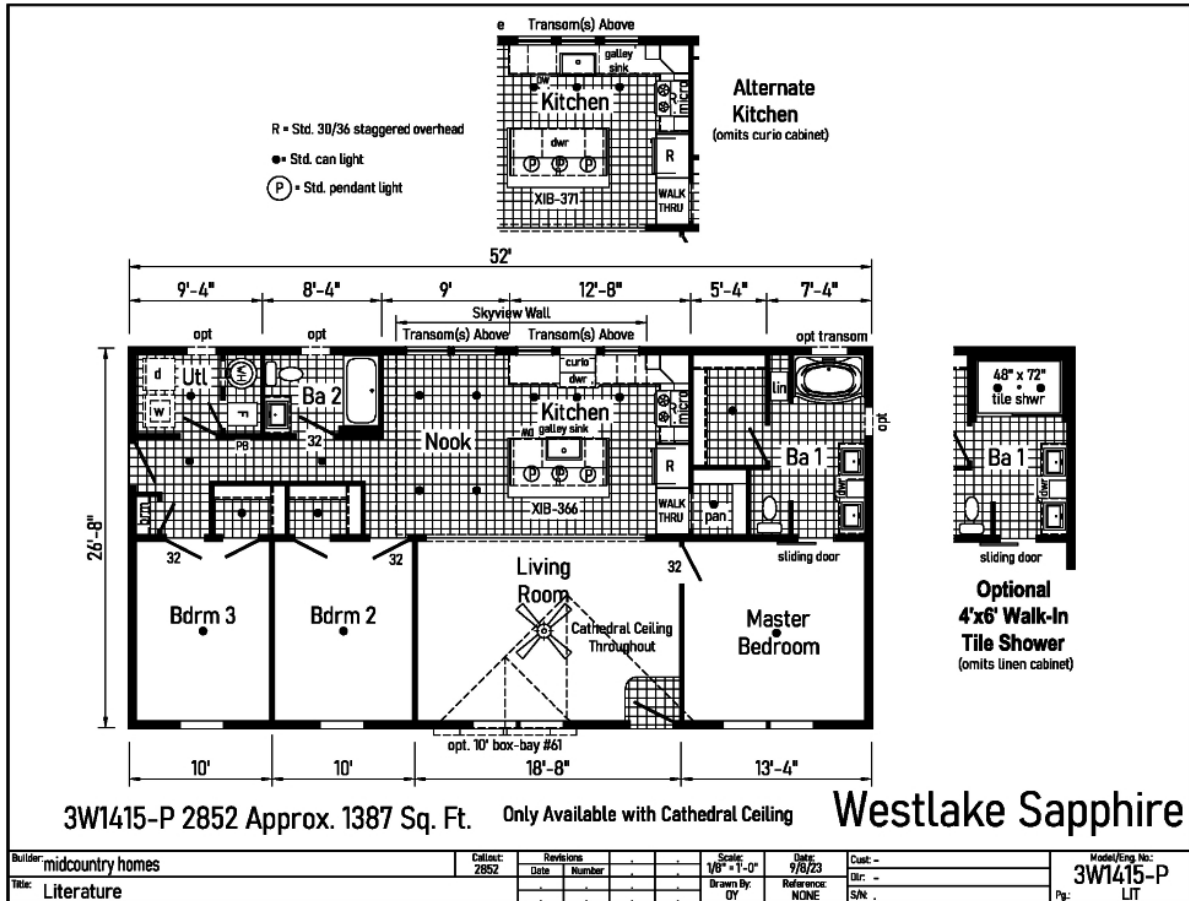 e Transom(s) Above
galley
sink
DW
Kitchen
R
micro
dwr
P P P
R
XIB-371
WALK
THRU
Alternate
Kitchen
(omits curio cabinet)
R = Std. 30/36 staggered overhead
= Std. can light
P = Std. pendant light
52'
9'-4" 8'-4" 9' 12'-8" 5'-4" 7'-4"
Skyview Wall
opt opt Transom(s) Above Transom(s) Above opt transom
d Utl WH
w F
Ba 2
curio
dwr
Kitchen
galley sink
DW
R
micro
lin
opt
Nook
P P P
R
Ba 1
dwr
PB
32
XIB-366
WALK
THRU
pan
brm
26'-8"
32
32
sliding door
Bdrm 3
Bdrm 2
Living
Room
32
Cathedral Ceiling
Throughout
Master
Bedroom
opt. 10' box-bay #61
10' 10' 18'-8" 13'-4"
48" x 72"
tile shwr
Ba 1
dwr
sliding door
Optional
4'x6' Walk-In
Tile Shower
(omits linen cabinet)
3W1415-P 2852 Approx. 1387 Sq. Ft.
Only Available with Cathedral Ceiling
Westlake Sapphire
Builder: midcountry homes
Title: Literature
Callout:
2852
Revisions
Date Number
Scale:
1/8" = 1'-0"
Date:
9/8/23
Drawn By:
OY
Reference:
NONE
Cust: -
Dlr: -
S/N: .
Model/Eng. No.:
3W1415-P
Pg.: LIT